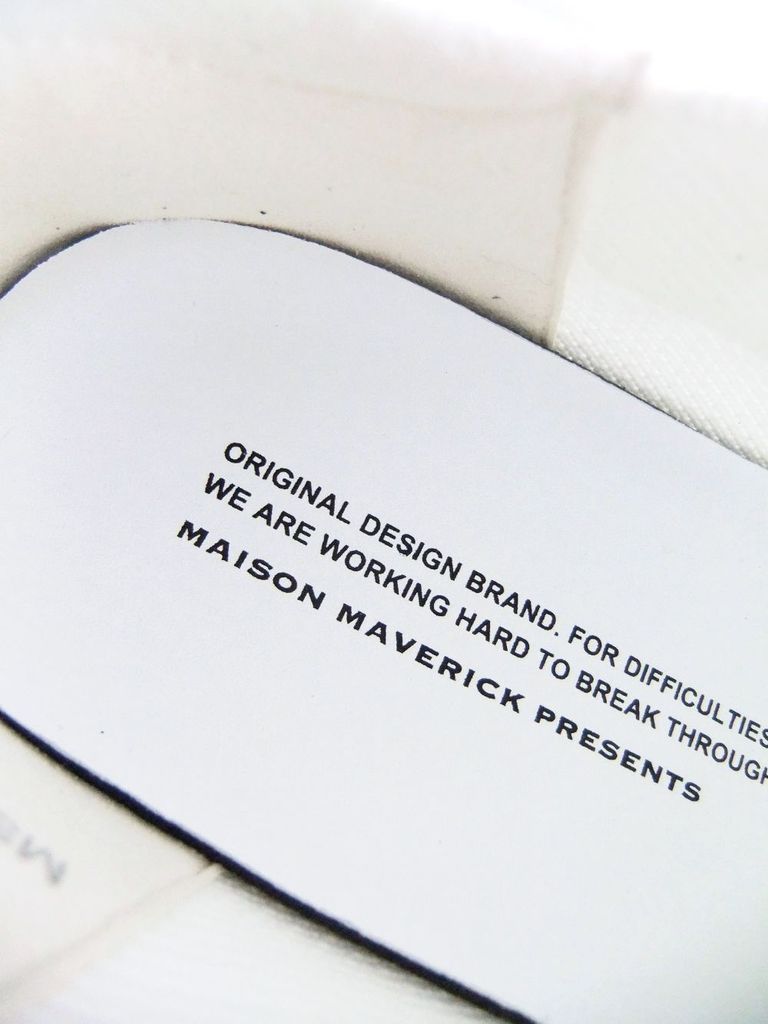 ORIGINAL DESIGN BRAND. FOR DIFFICULTIES
WE ARE WORKING HARD TO BREAK THROUGH
MAISON MAVERICK PRESENTS